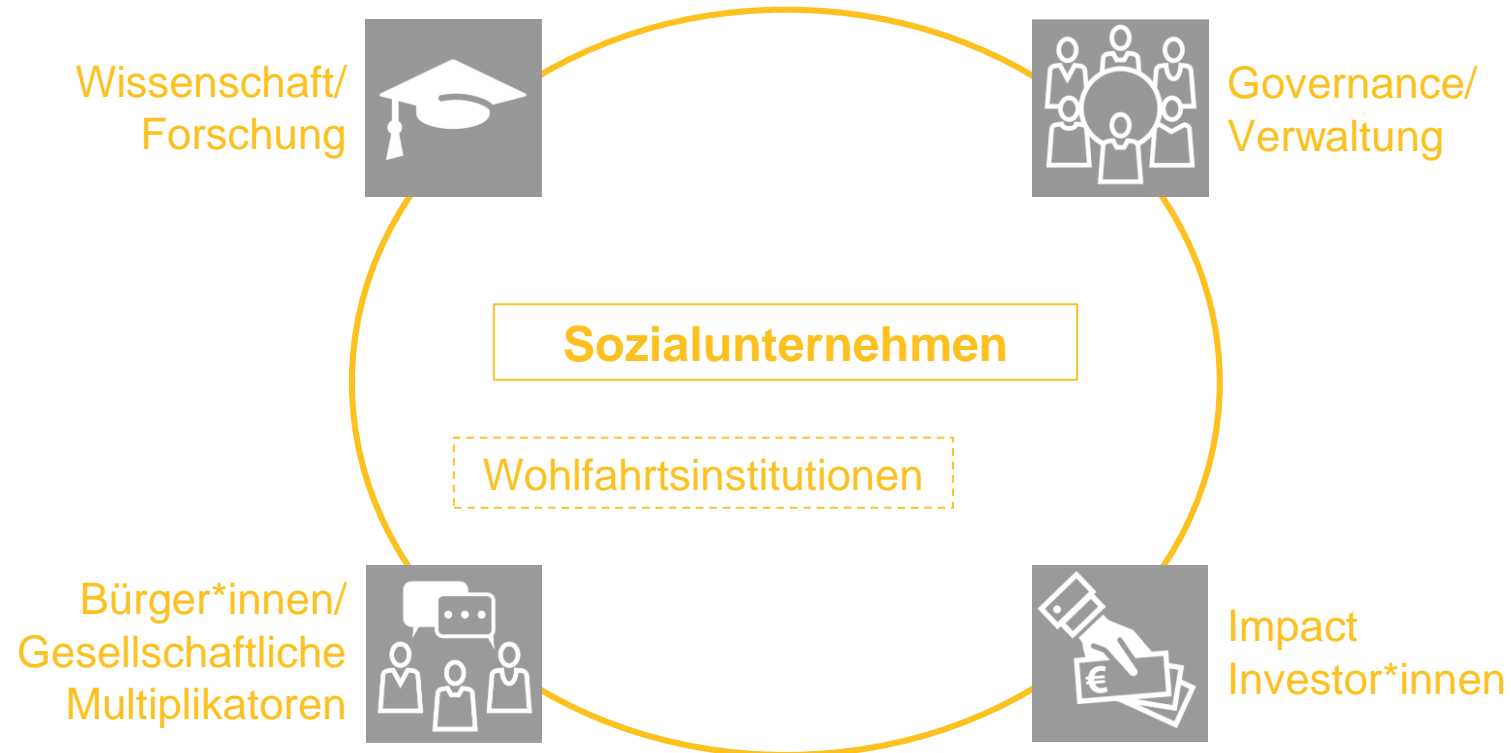 Wissenschaft/
Forschung
Governance/
Verwaltung
Sozialunternehmen
Wohlfahrtsinstitutionen
Bürger*innen/
Gesellschaftliche
Multiplikatoren
€
Impact
Investor*innen